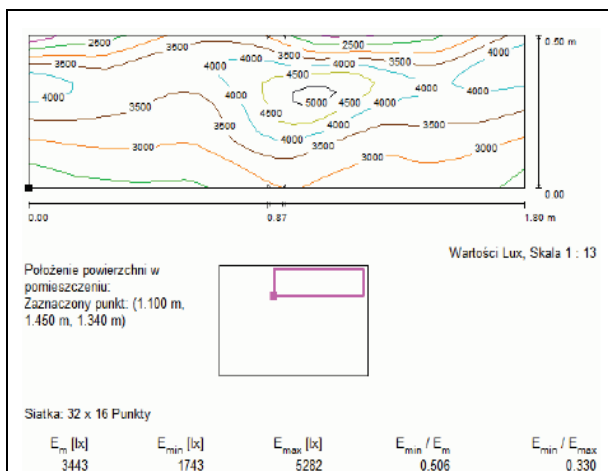 2500
3500
3500
2500
0.50 m
3000
4000
4000
4000
4500
4500
4000
4000
3500
5000
4500
3500
4000
3500
4000
3500
3000
3000
0.00
0.00
0.87
1.80 m
Wartości Lux, Skala 1 : 13
Położenie powierzchni w
pomieszczeniu:
Zaznaczony punkt: (1.100 m,
1.450 m, 1.340 m)
Siatka: 32 x 16 Punkty
Em [lx] Emin [lx] Emax [lx] Emin / Em Emin / Emax
3443 1743 5282 0.506 0.330